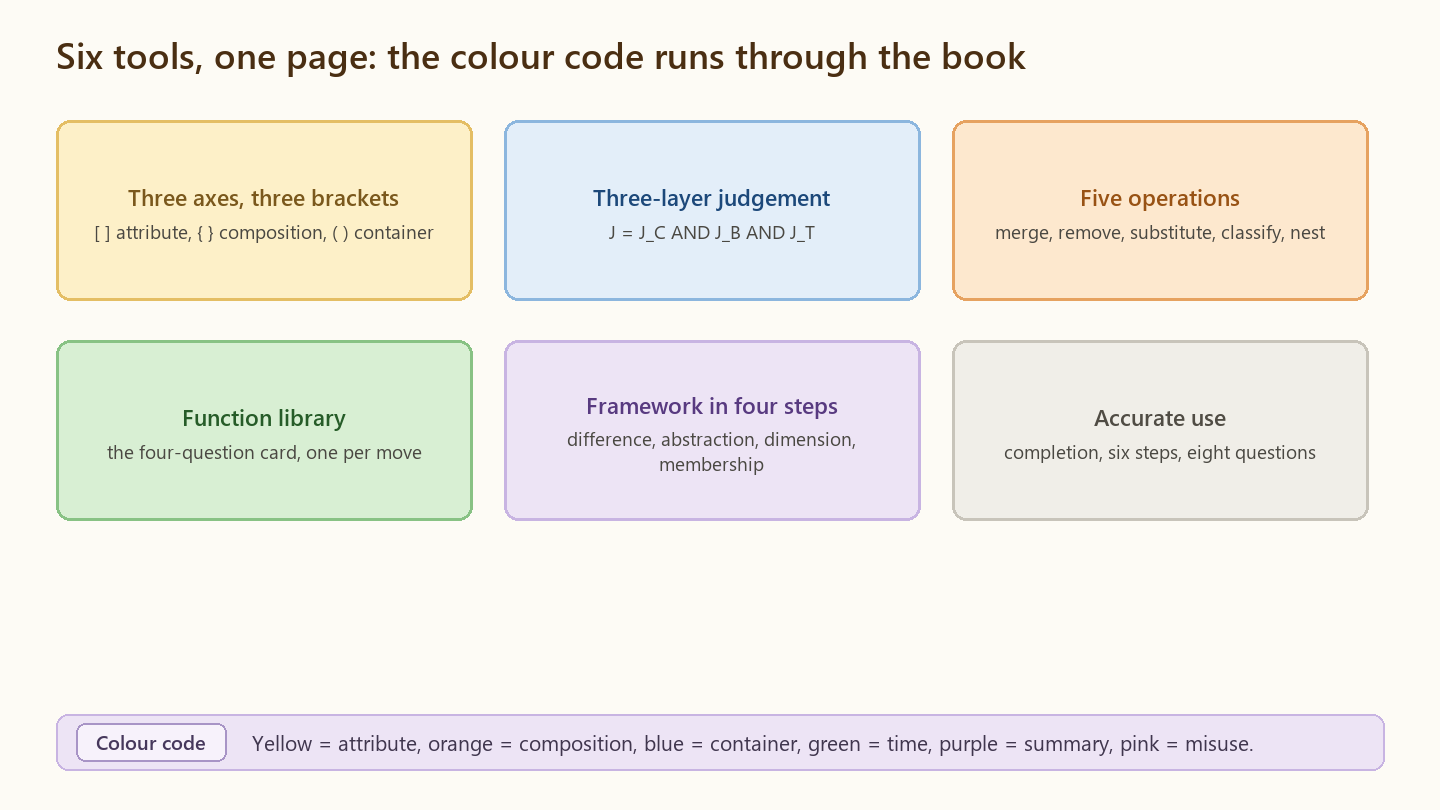 Six tools, one page: the colour code runs through the book
Three axes, three brackets
[ ] attribute, { } composition, ( ) container
Three-layer judgement
J = J_C AND J_B AND J_T
Five operations
merge, remove, substitute, classify, nest
Function library
the four-question card, one per move
Framework in four steps
difference, abstraction, dimension,
membership
Accurate use
completion, six steps, eight questions
Colour code
Yellow = attribute, orange = composition, blue = container, green = time, purple = summary, pink = misuse.